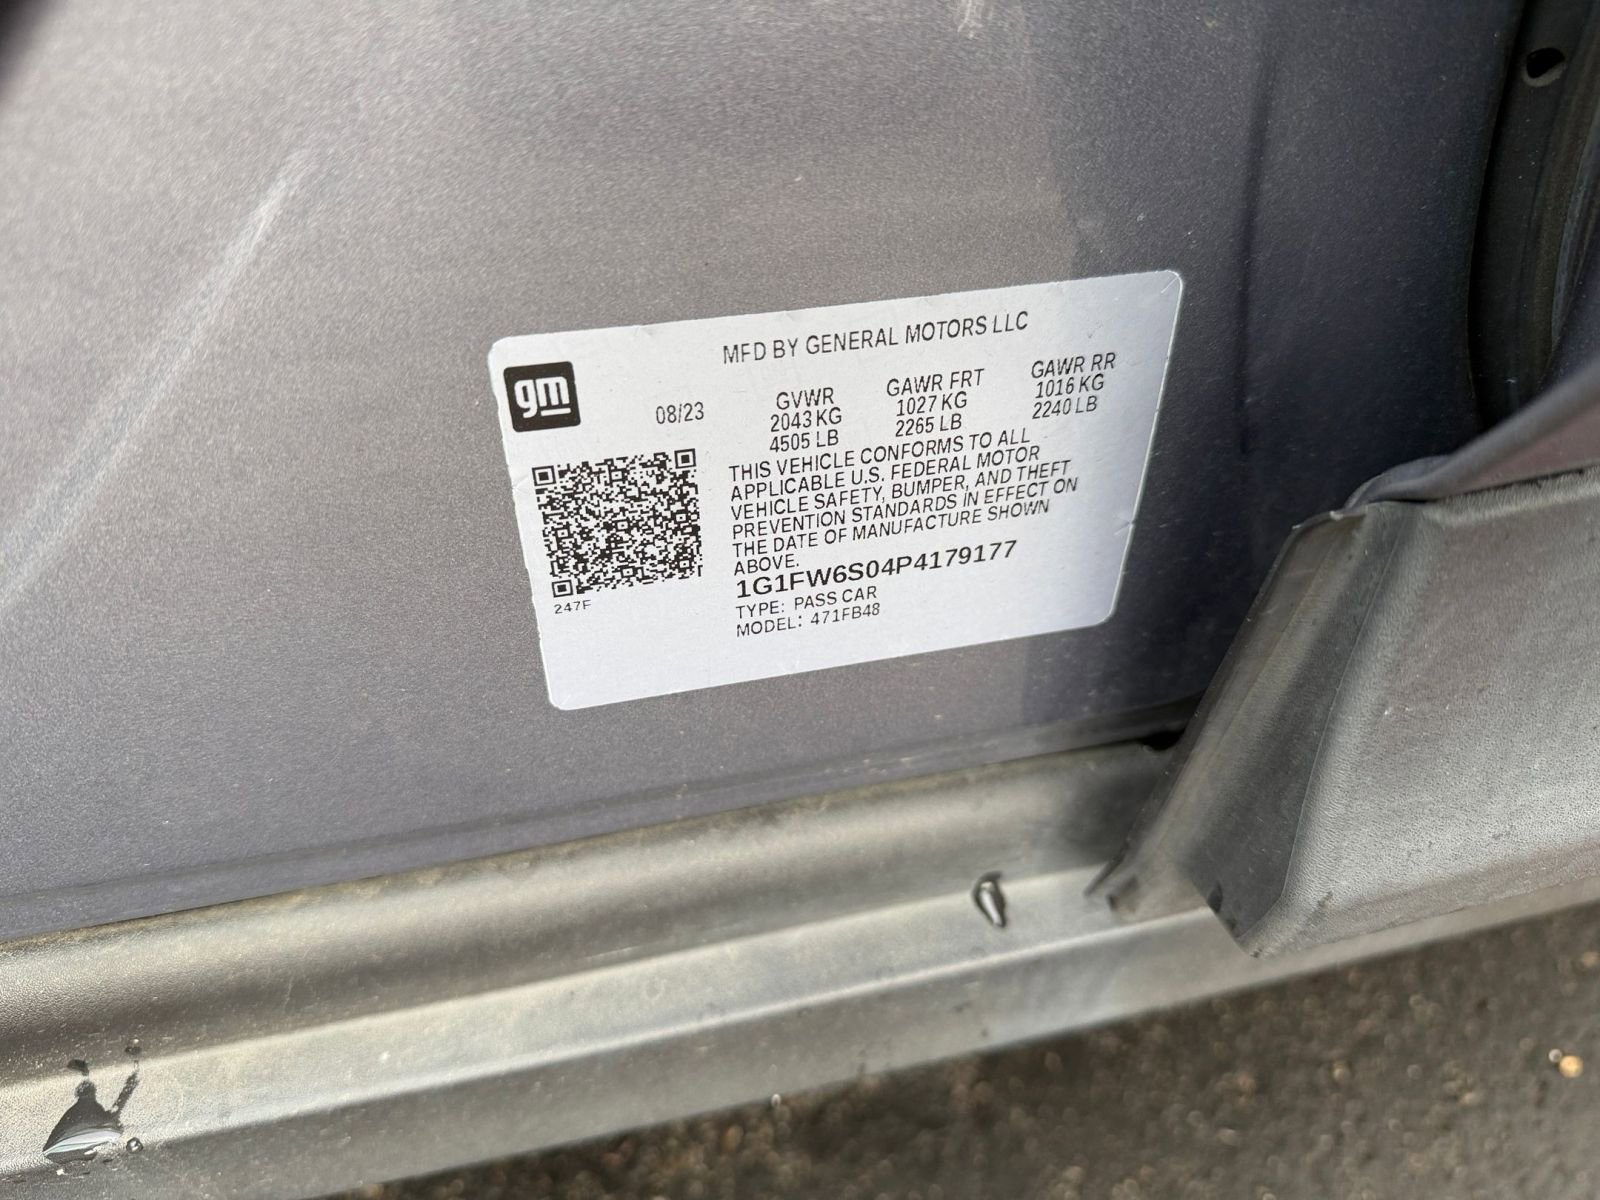 MFD BY GENERAL MOTORS LLC
gm
08/23
GVWR
2043 KG
4505 LB
GAWR FRT
1027 KG
2265 LB
GAWR RR
1016 KG
2240 LB
THIS VEHICLE CONFORMS TO ALL
APPLICABLE U.S. FEDERAL MOTOR
VEHICLE SAFETY, BUMPER, AND THEFT
PREVENTION STANDARDS IN EFFECT ON
THE DATE OF MANUFACTURE SHOWN
ABOVE.
1G1FW6S04P4179177
TYPE: PASS CAR
MODEL: 471FB48
247F